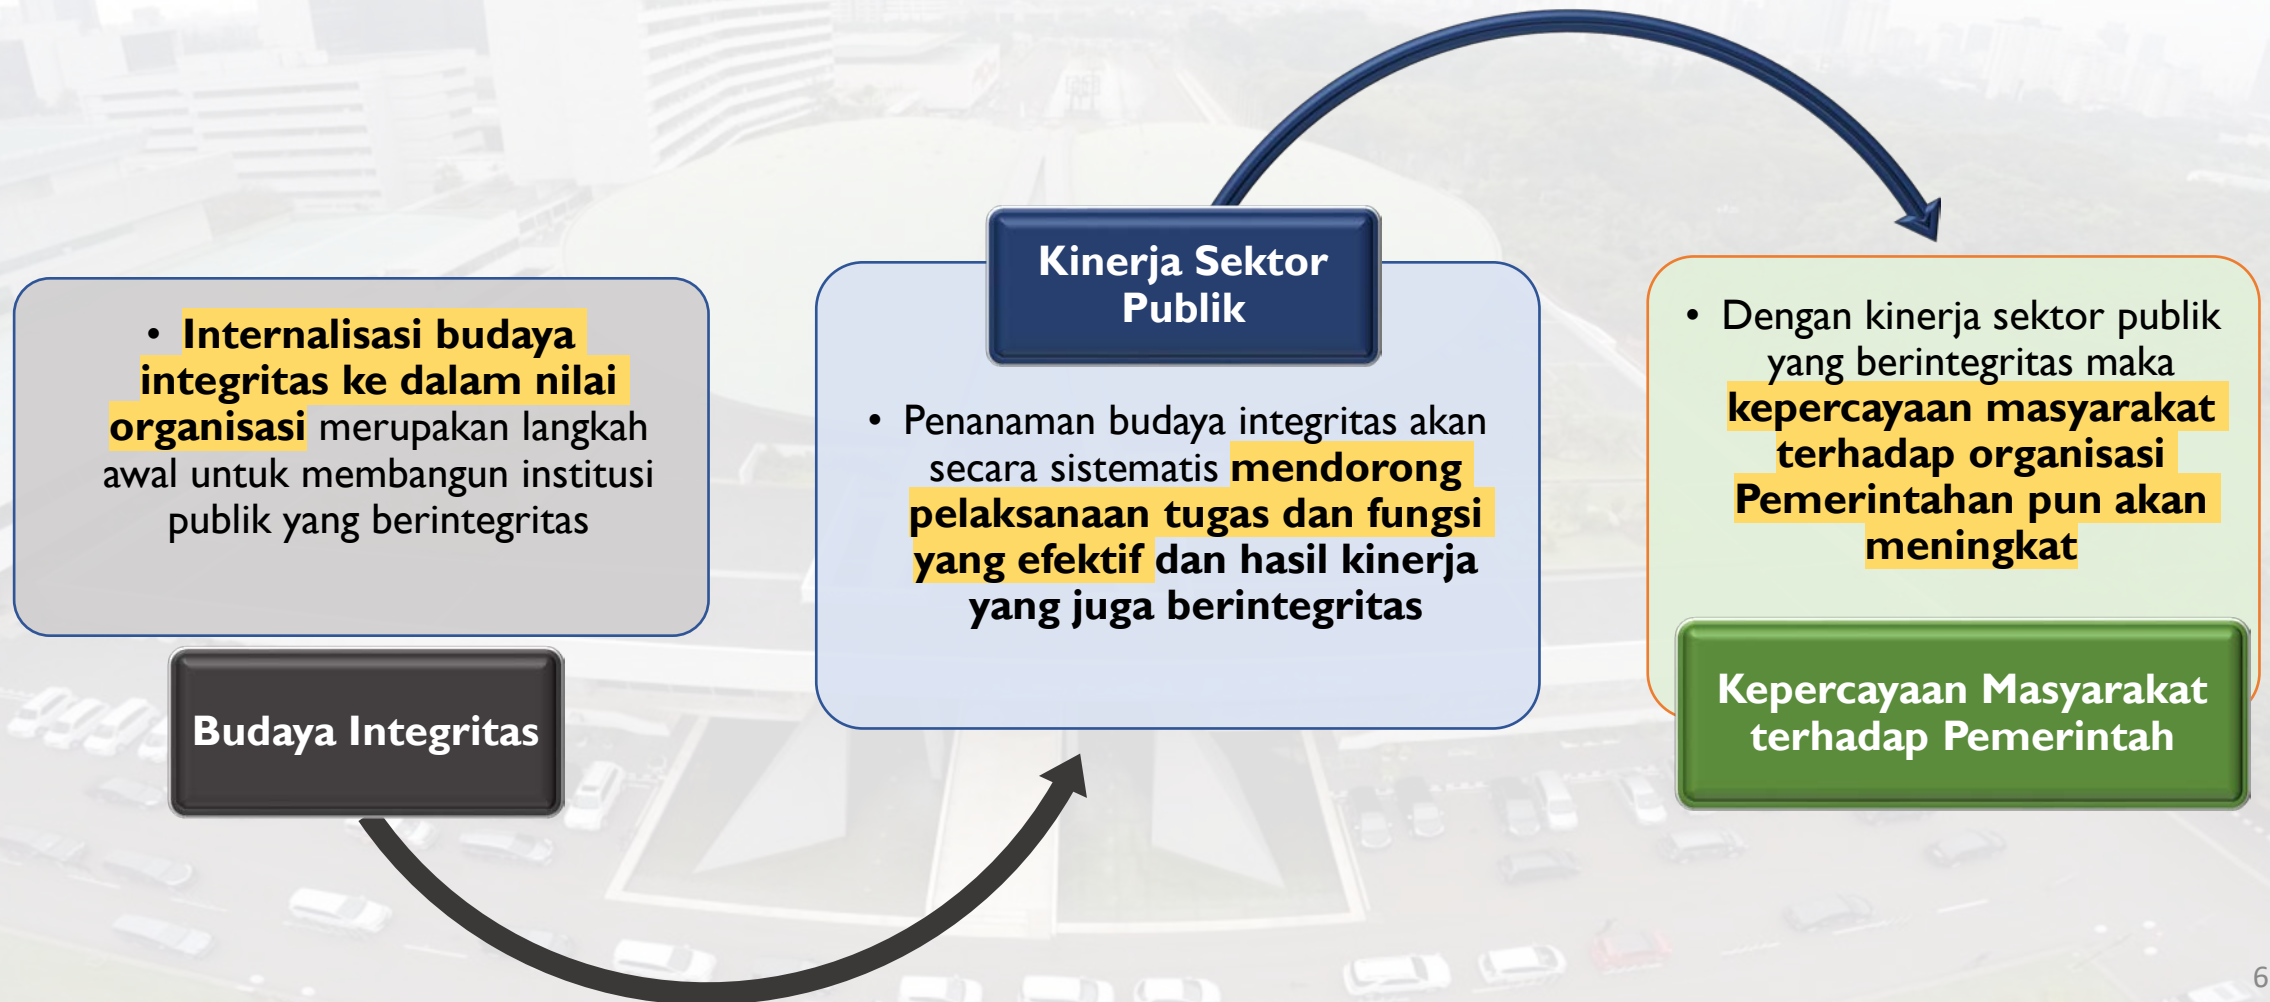 • Internalisasi budaya
integritas ke dalam nilai
organisasi merupakan langkah
awal untuk membangun institusi
publik yang berintegritas
Budaya Integritas
Kinerja Sektor
Publik
• Penanaman budaya integritas akan
secara sistematis mendorong
pelaksanaan tugas dan fungsi
yang efektif dan hasil kinerja
yang juga berintegritas
• Dengan kinerja sektor publik
yang berintegritas maka
kepercayaan masyarakat
terhadap organisasi
Pemerintahan pun akan
meningkat
Kepercayaan Masyarakat
terhadap Pemerintah
6